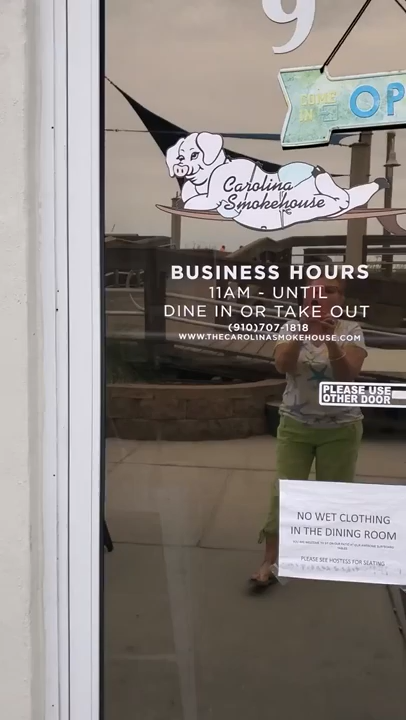 9
COME
IN
OP
Carolina
Smokehouse
BUSINESS HOURS
11AM - UNTIL
DINE IN OR TAKE OUT
(910)707-1818
WWW.THECAROLINASMOKEHOUSE.COM
PLEASE USE
OTHER DOOR
NO WET CLOTHING
IN THE DINING ROOM
PLEASE SEE HOSTESS FOR SEATING